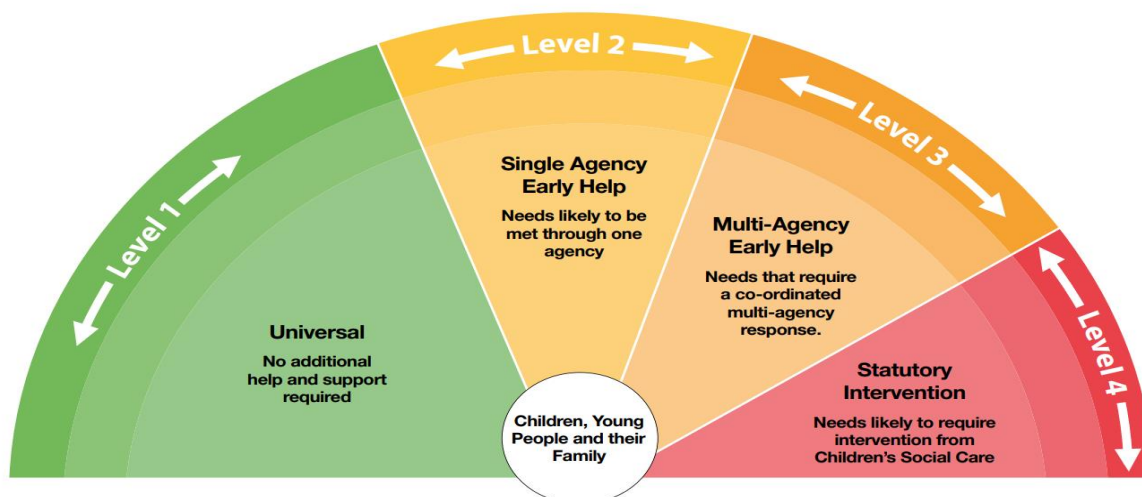 Level 1
Universal
No additional
help and support
required
Level 2
Single Agency
Early Help
Needs likely to be
met through one
agency
Level 3
Multi-Agency
Early Help
Needs that require
a co-ordinated
multi-agency
response.
Level 4
Statutory
Intervention
Needs likely to require
intervention from
Children's Social Care
Children, Young
People and their
Family